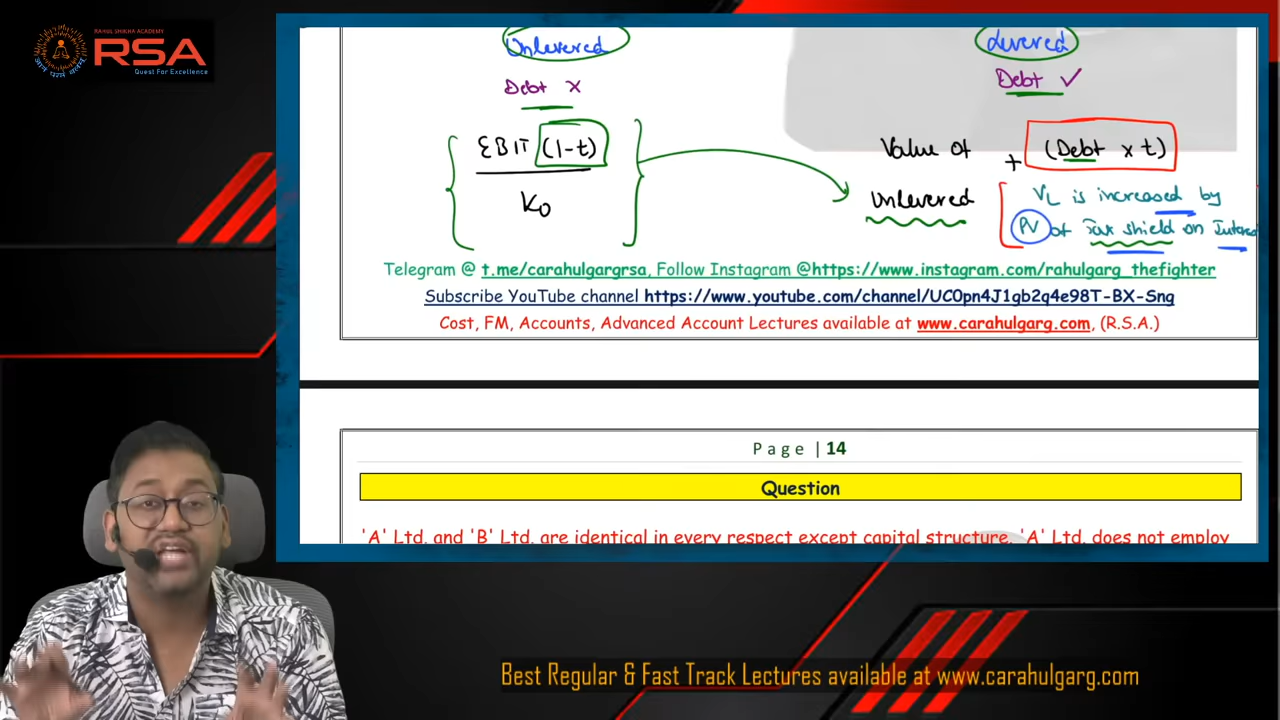 RAHUL SHIKHA ACADEMY
RSA
Quest For Excellence
Unlevered
Levered
Debt x
Debt ✓
EBIT (1-t)
K0
Value of
Unlevered
+ (Debt x t)
VL is increased by
PV of Tax shield on
Telegram @ t.me/carahulgargrsa, Follow Instagram @https://www.instagram.com/rahulgarg_thefighter
Subscribe YouTube channel https://www.youtube.com/channel/UC0pn4J1gb2q4e98T-BX-Sng
Cost, FM, Accounts, Advanced Account Lectures available at www.carahulgarg.com, (R.S.A.)
Page | 14
Question
'A' Ltd. and 'B' Ltd. are identical in every respect except capital structure. 'A' Ltd. does not employ
Best Regular & Fast Track Lectures available at www.carahulgarg.com